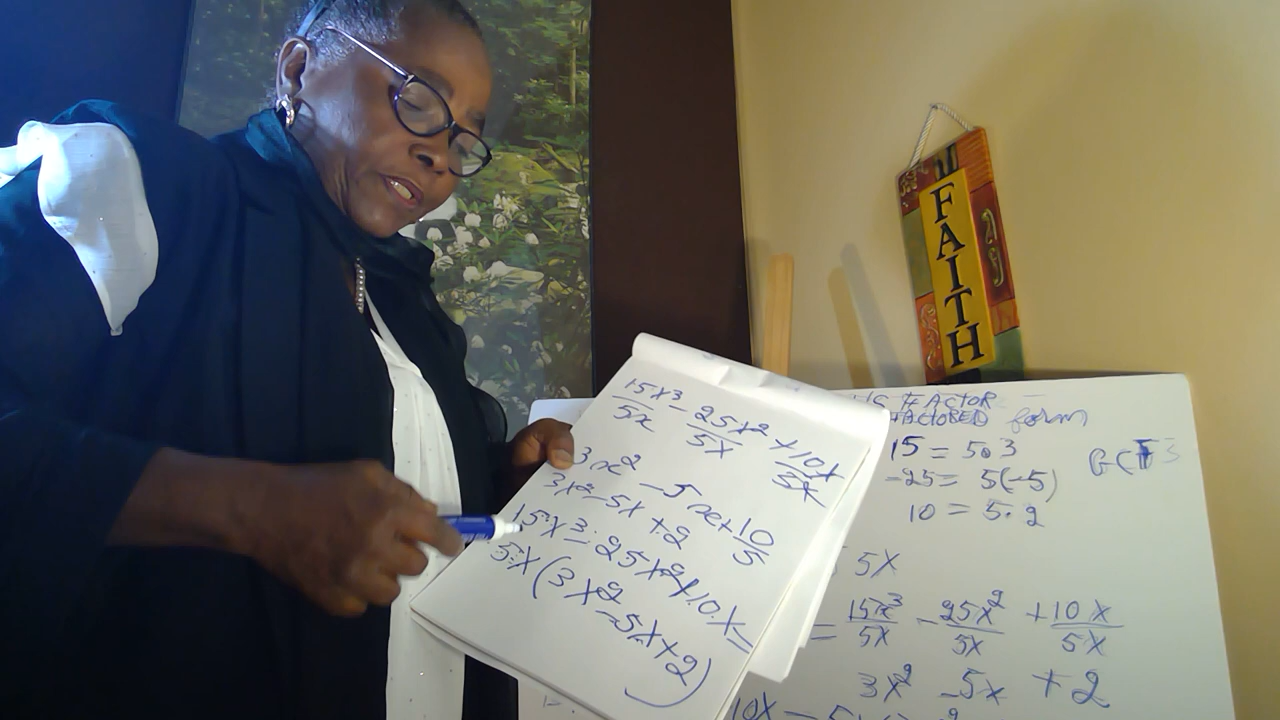 FAITH
15x³/5x - 25x²/5x + 10x/5x
3x² - 5x + 10/5
3x² - 5x + 2
15x³ - 25x² + 10x =
5x(3x² - 5x + 2)
FACTOR
FACTORED form
15 = 5.3
-25 = 5(-5)
10 = 5.2
5x
= 15x³/5x - 25x²/5x + 10x/5x
3x² - 5x + 2